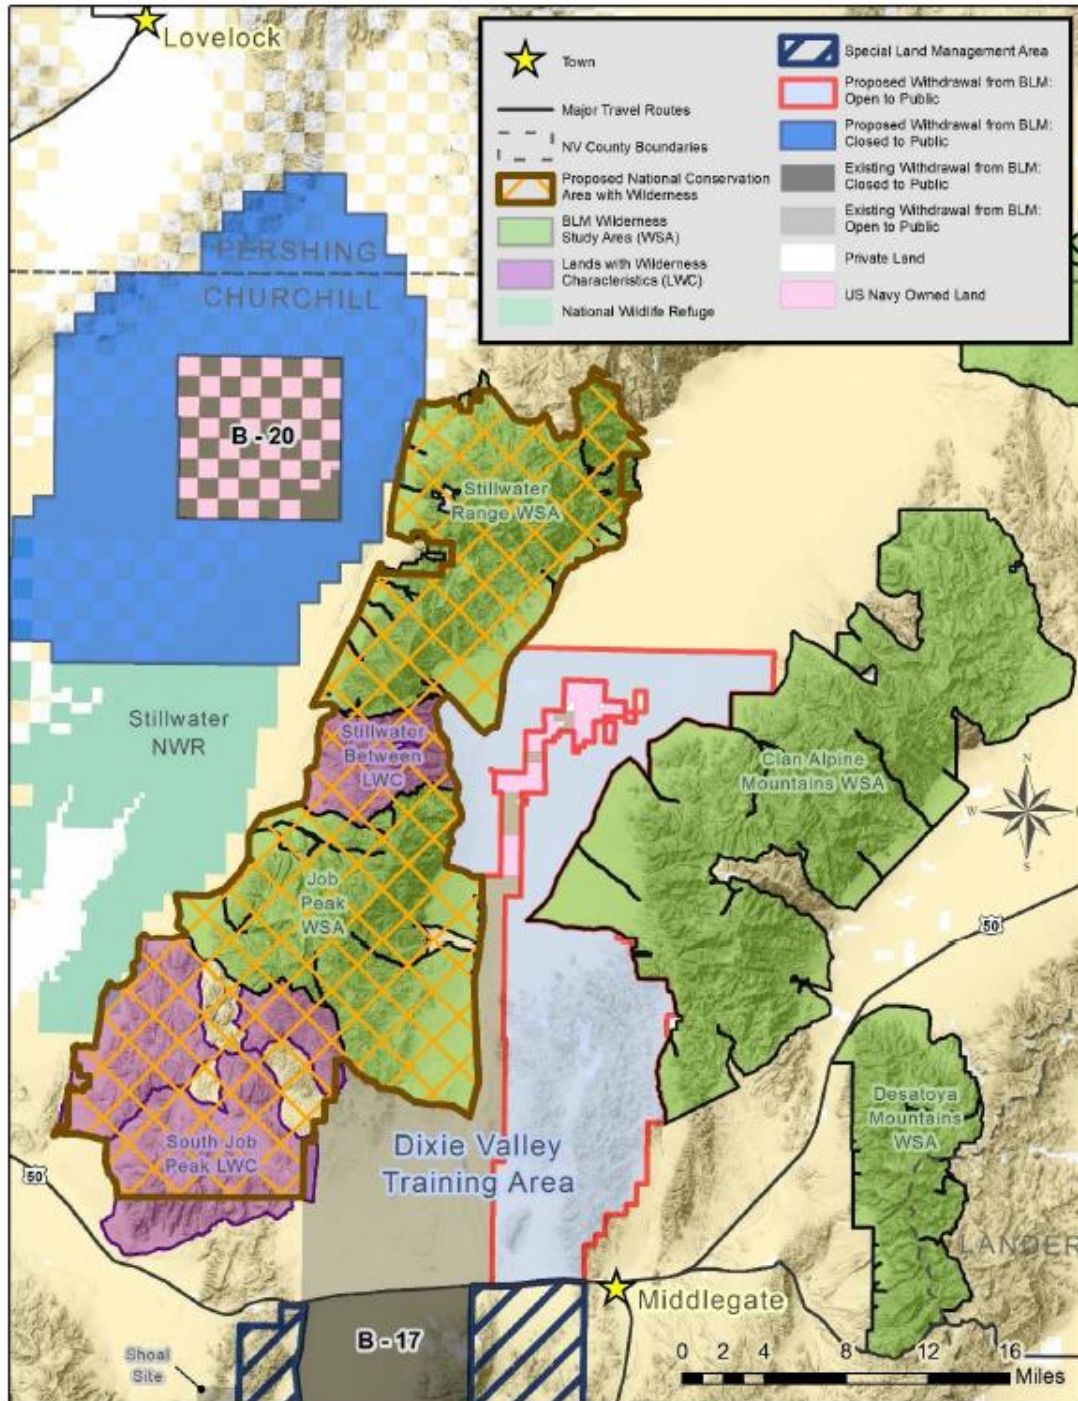 Lovelock
Town
Major Travel Routes
NV County Boundaries
Proposed National Conservation
Area with Wilderness
BLM Wilderness
Study Area (WSA)
Lands with Wilderness
Characteristics (LWC)
National Wildlife Refuge
Special Land Management Area
Proposed Withdrawal from BLM:
Open to Public
Proposed Withdrawal from BLM:
Closed to Public
Existing Withdrawal from BLM:
Closed to Public
Existing Withdrawal from BLM:
Open to Public
Private Land
US Navy Owned Land
PERSHING
CHURCHILL
B - 20
Stillwater
Range WSA
Stillwater
NWR
Stillwater
Between
LWC
Clan Alpine
Mountains WSA
N
W
S
Job
Peak
WSA
50
Desatoya
Mountains
WSA
South Job
Peak LWC
50
Dixie Valley
Training Area
LANDER
Middlegate
B - 17
Shoal
Site
0 2 4 8 12 16
Miles